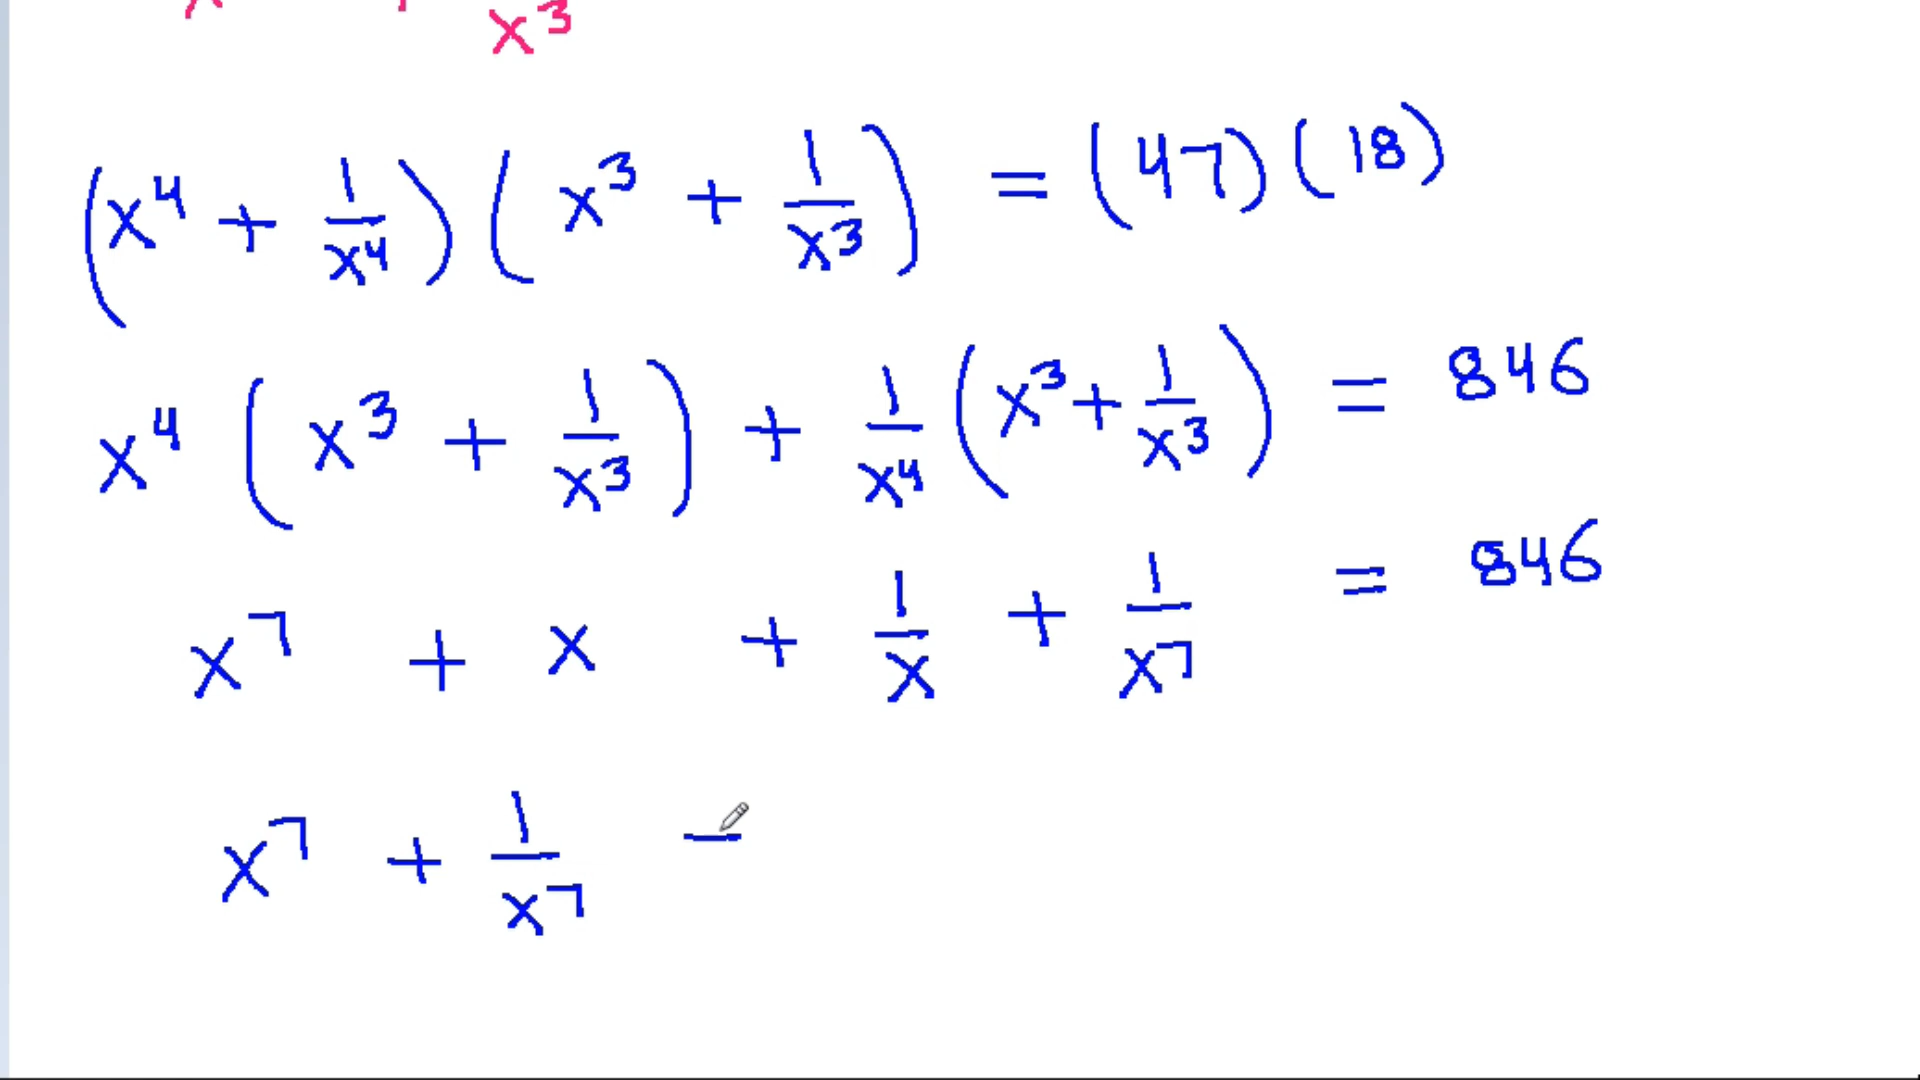 x³
(x⁴ + 1/x⁴)(x³ + 1/x³) = (47)(18)
x⁴(x³ + 1/x³) + 1/x⁴(x³ + 1/x³) = 846
x⁷ + x + 1/x + 1/x⁷ = 846
x⁷ + 1/x⁷